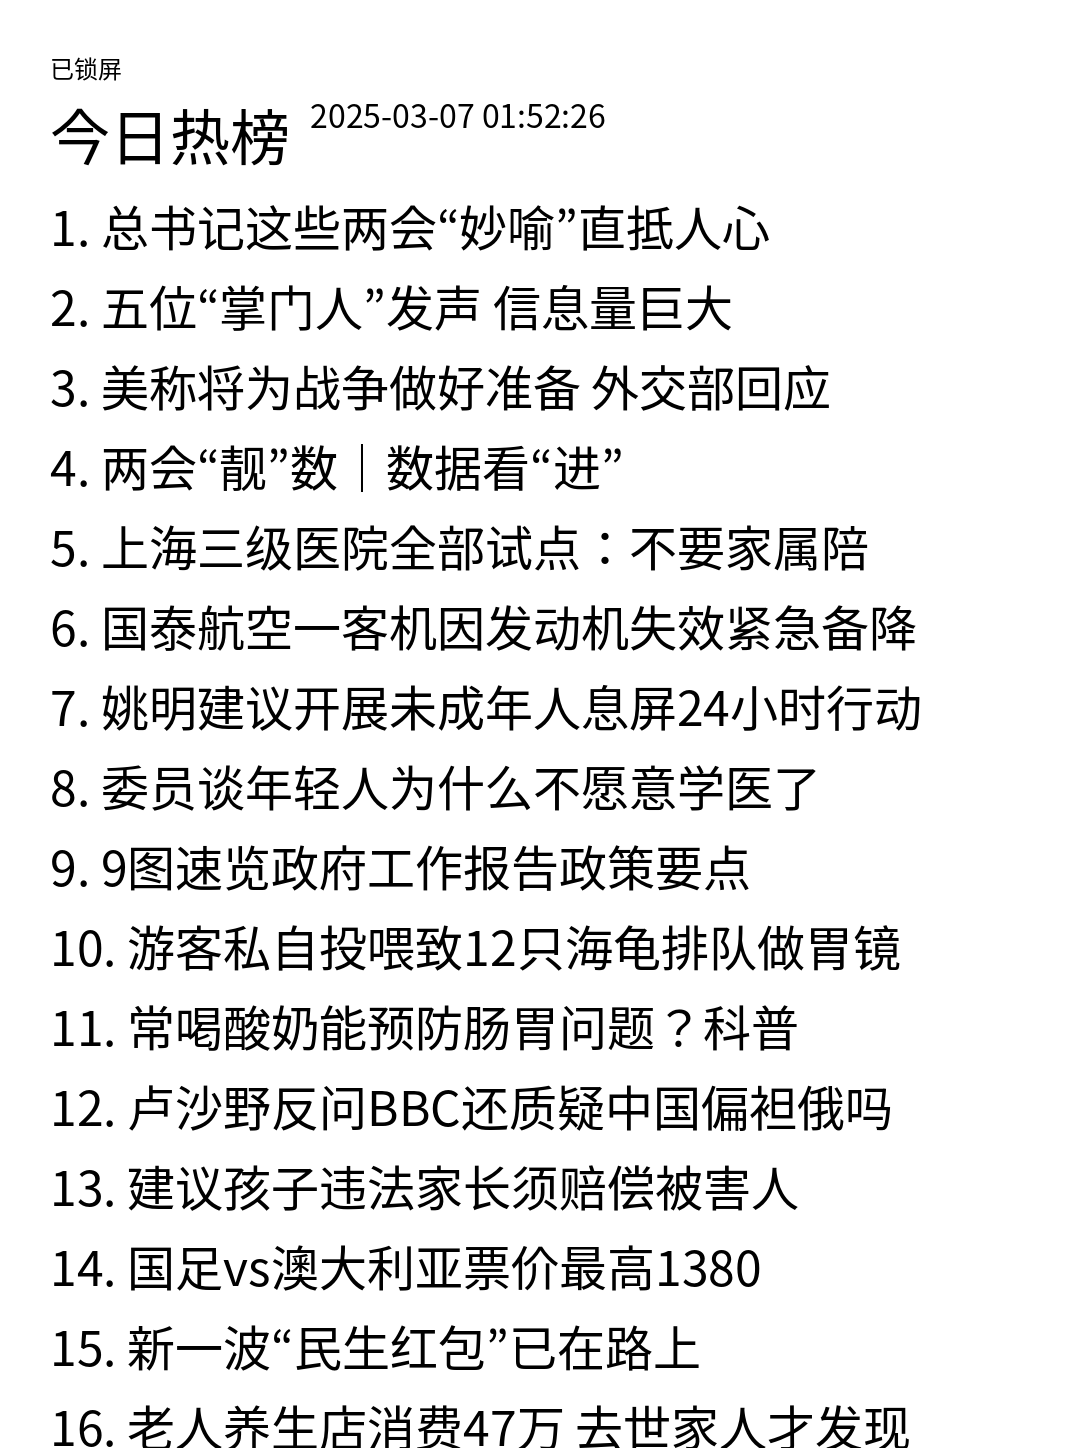 已锁屏
今日热榜 2025-03-07 01:52:26
1. 总书记这些两会“妙喻”直抵人心
2. 五位“掌门人”发声 信息量巨大
3. 美称将为战争做好准备 外交部回应
4. 两会“靓”数｜数据看“进”
5. 上海三级医院全部试点：不要家属陪
6. 国泰航空一客机因发动机失效紧急备降
7. 姚明建议开展未成年人息屏24小时行动
8. 委员谈年轻人为什么不愿意学医了
9. 9图速览政府工作报告政策要点
10. 游客私自投喂致12只海龟排队做胃镜
11. 常喝酸奶能预防肠胃问题？科普
12. 卢沙野反问BBC还质疑中国偏袒俄吗
13. 建议孩子违法家长须赔偿被害人
14. 国足vs澳大利亚票价最高1380
15. 新一波“民生红包”已在路上
16. 老人养生店消费47万 去世家人才发现